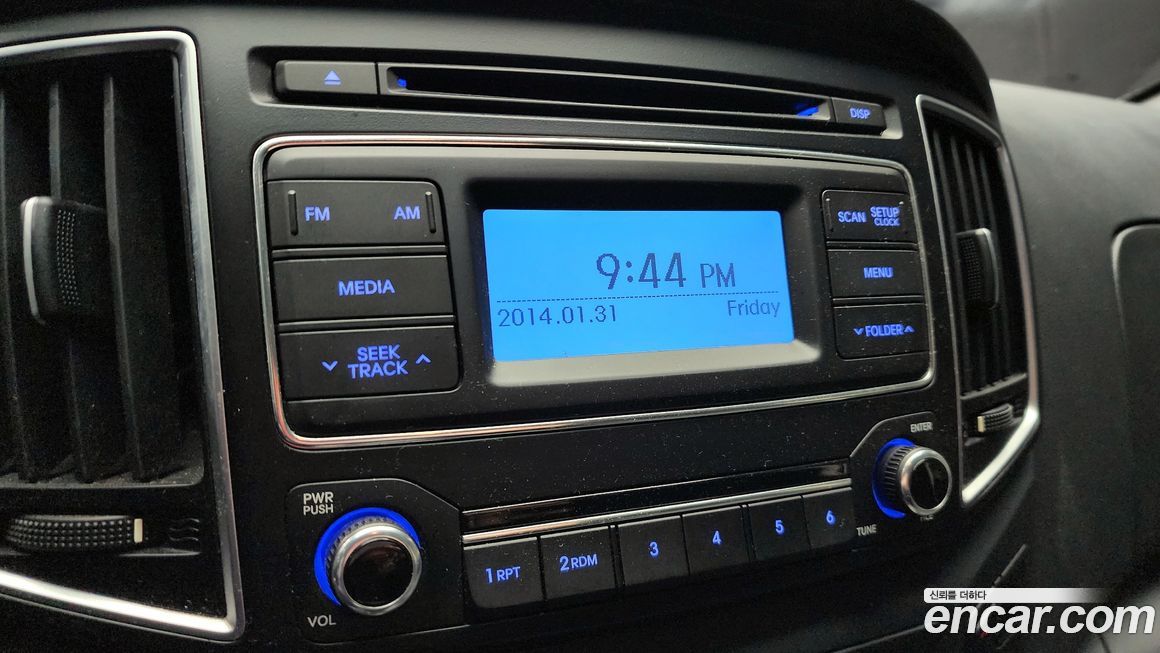 DISP
FM AM
MEDIA
SEEK
TRACK
9:44 PM
2014.01.31 Friday
SCAN SETUP
CLOCK
MENU
FOLDER
PWR
PUSH
VOL
1 RPT
2 RDM
3
4
5
6
ENTER
TUNE
FILE
신뢰를 더하다
encar.com